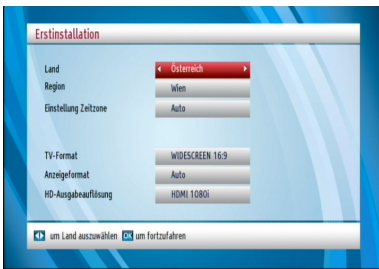 Erstinstallation
Land Österreich
Region Wien
Einstellung Zeitzone Auto
TV-Format WIDESCREEN 16:9
Anzeigeformat Auto
HD-Ausgabeauflösung HDMI 1080i
um Land auszuwählen OK um fortzufahren